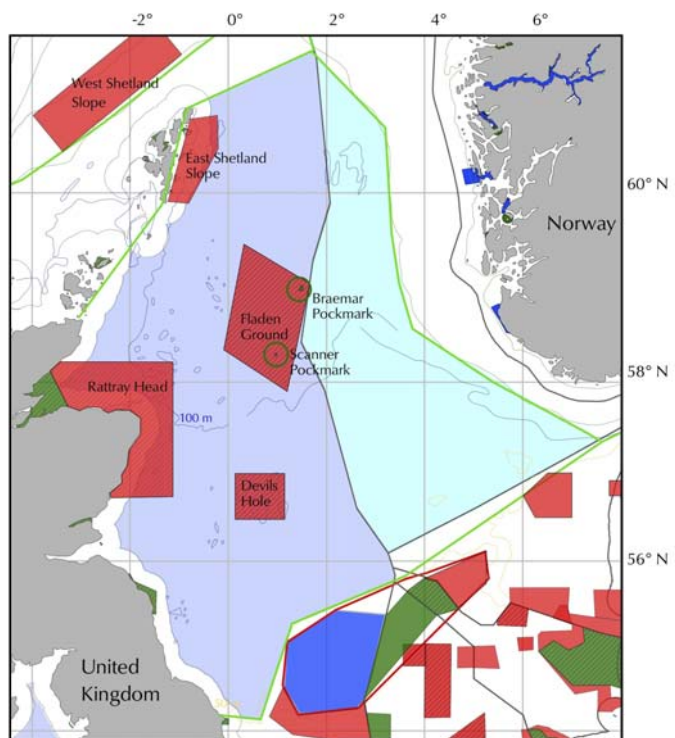 -2° 0° 2° 4° 6°
West Shetland
Slope
East Shetland
Slope
60° N
Norway
Braemar
Pockmark
Fladen
Ground
Scanner
Pockmark
58° N
Rattray Head
100 m
Devils
Hole
56° N
United
Kingdom